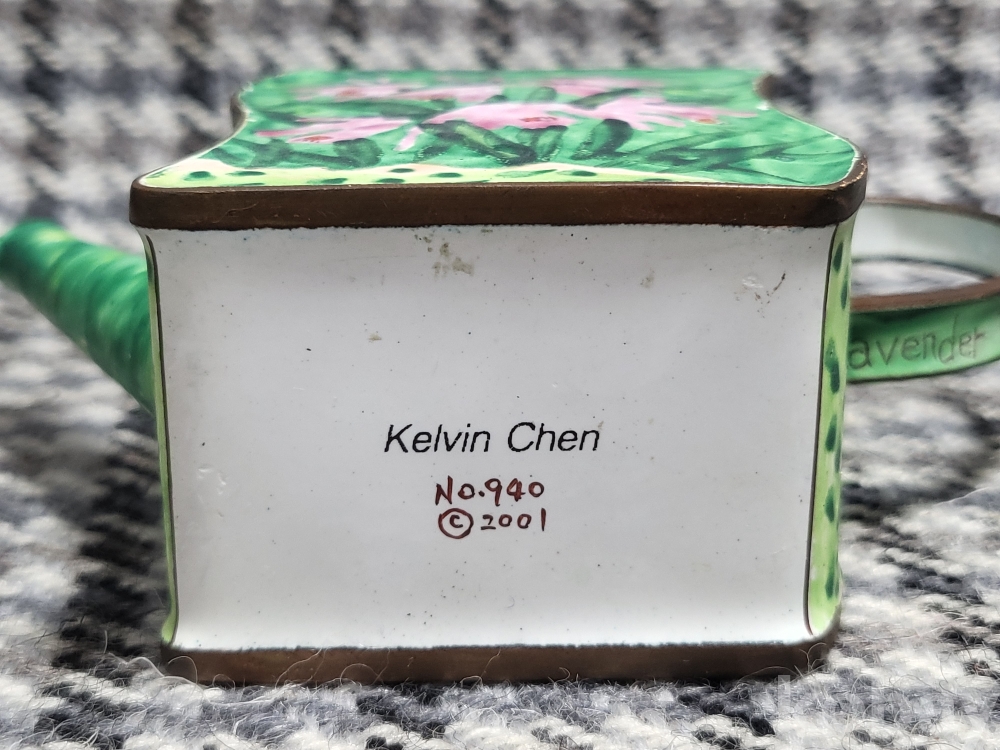 Kelvin Chen
No.940
© 2001
avender